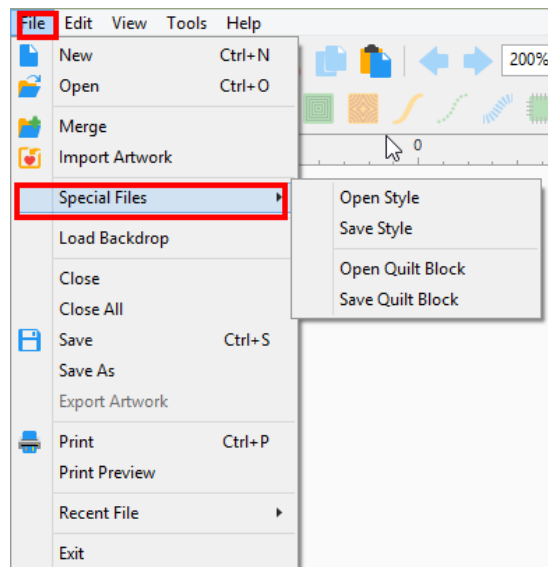 File Edit View Tools Help
New Ctrl+N
Open Ctrl+O
200%
Merge
Import Artwork
0
Special Files
Open Style
Save Style
Open Quilt Block
Save Quilt Block
Load Backdrop
Close
Close All
Save Ctrl+S
Save As
Export Artwork
Print Ctrl+P
Print Preview
Recent File
Exit